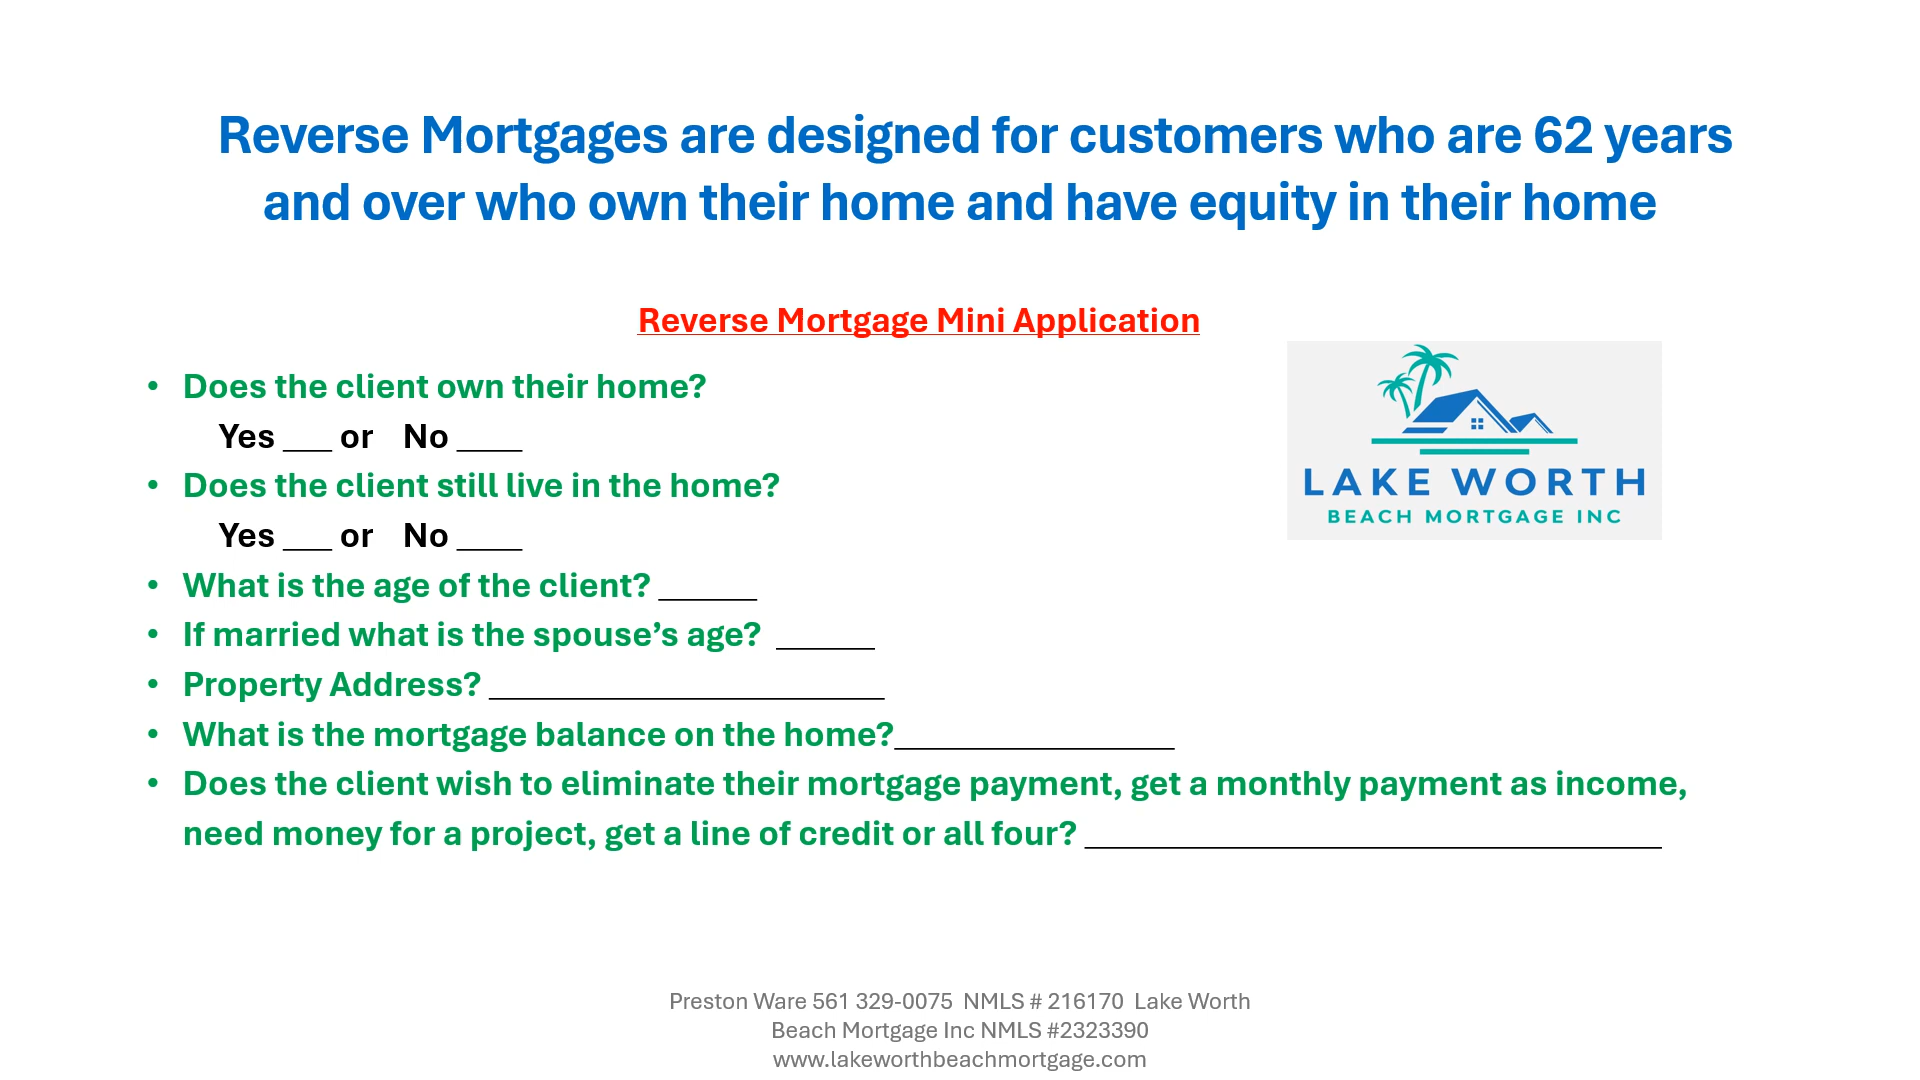 Reverse Mortgages are designed for customers who are 62 years
and over who own their home and have equity in their home
Reverse Mortgage Mini Application
• Does the client own their home?
Yes ___ or No ____
• Does the client still live in the home?
Yes ___ or No ____
• What is the age of the client? ______
• If married what is the spouse’s age? ______
• Property Address? ________________________
• What is the mortgage balance on the home?_________________
• Does the client wish to eliminate their mortgage payment, get a monthly payment as income,
need money for a project, get a line of credit or all four? ___________________________________
LAKE WORTH
BEACH MORTGAGE INC
Preston Ware 561 329-0075 NMLS # 216170 Lake Worth
Beach Mortgage Inc NMLS #2323390
www.lakeworthbeachmortgage.com